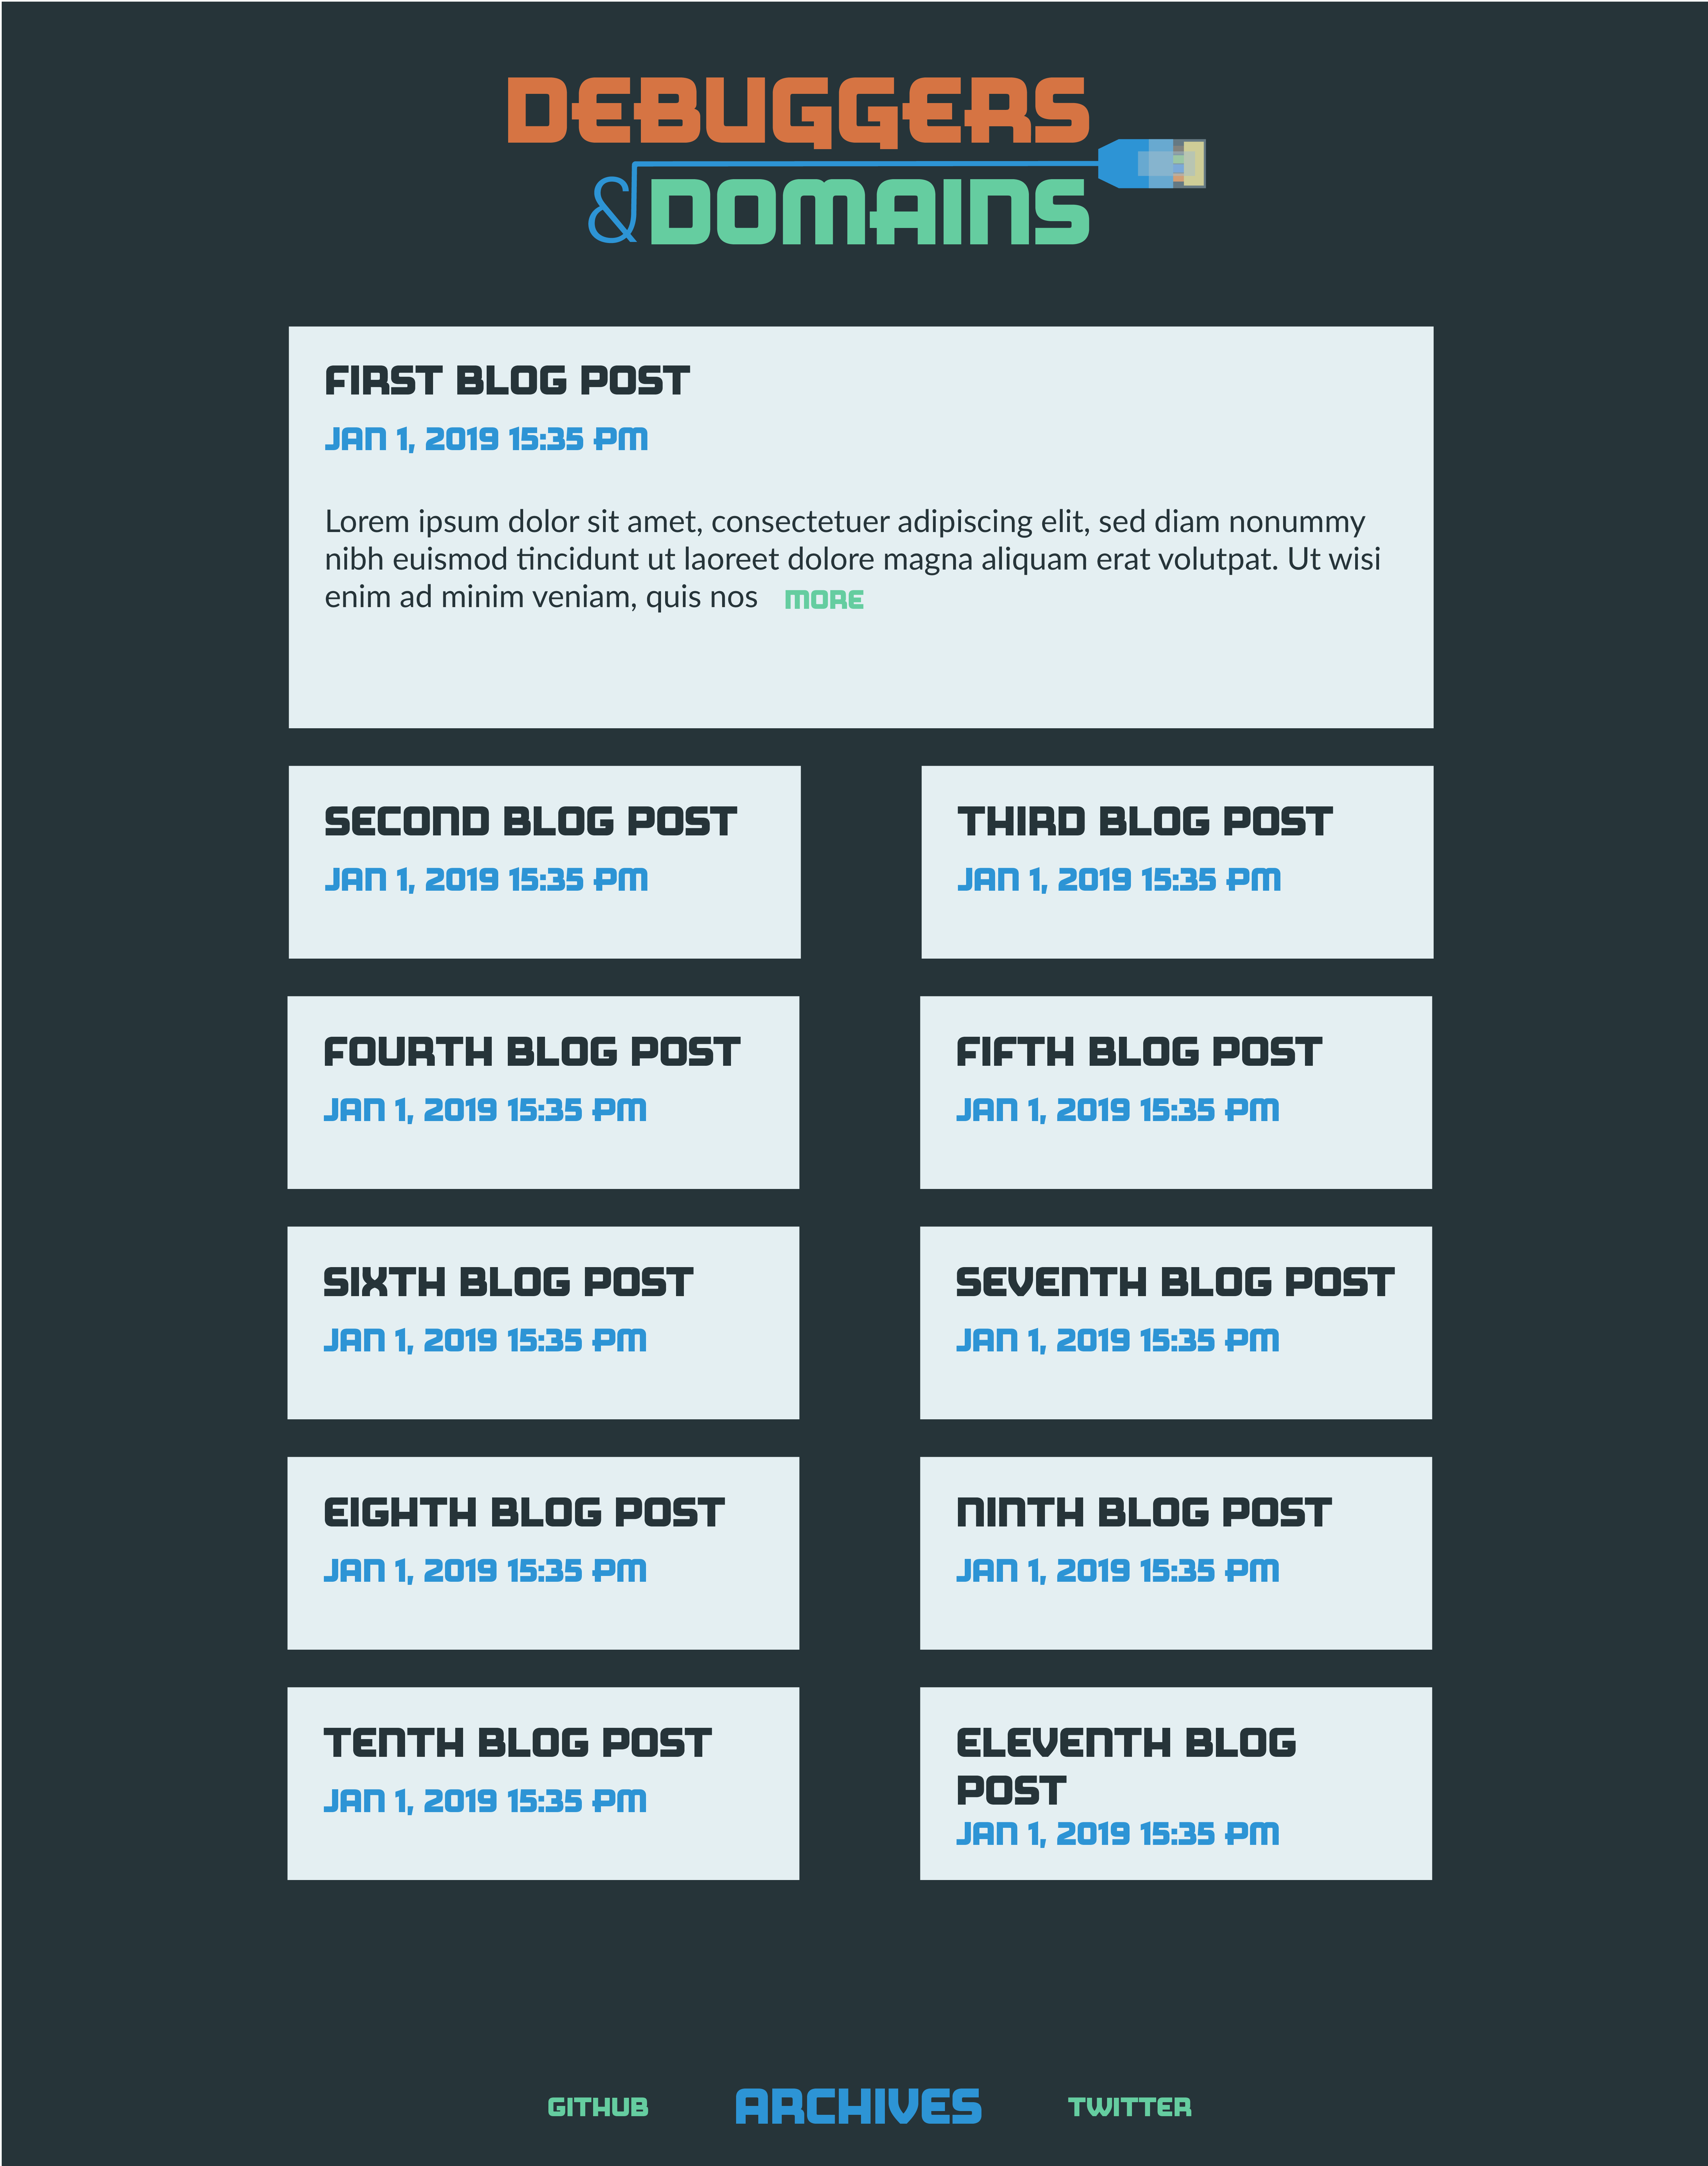 DEBUGGERS
& DOMAINS
FIRST BLOG POST
JAN 1, 2019 15:35 PM
Lorem ipsum dolor sit amet, consectetuer adipiscing elit, sed diam nonummy
nibh euismod tincidunt ut laoreet dolore magna aliquam erat volutpat. Ut wisi
enim ad minim veniam, quis nos MORE
SECOND BLOG POST
JAN 1, 2019 15:35 PM
THIRD BLOG POST
JAN 1, 2019 15:35 PM
FOURTH BLOG POST
JAN 1, 2019 15:35 PM
FIFTH BLOG POST
JAN 1, 2019 15:35 PM
SIXTH BLOG POST
JAN 1, 2019 15:35 PM
SEVENTH BLOG POST
JAN 1, 2019 15:35 PM
EIGHTH BLOG POST
JAN 1, 2019 15:35 PM
NINTH BLOG POST
JAN 1, 2019 15:35 PM
TENTH BLOG POST
JAN 1, 2019 15:35 PM
ELEVENTH BLOG
POST
JAN 1, 2019 15:35 PM
GITHUB ARCHIVES TWITTER